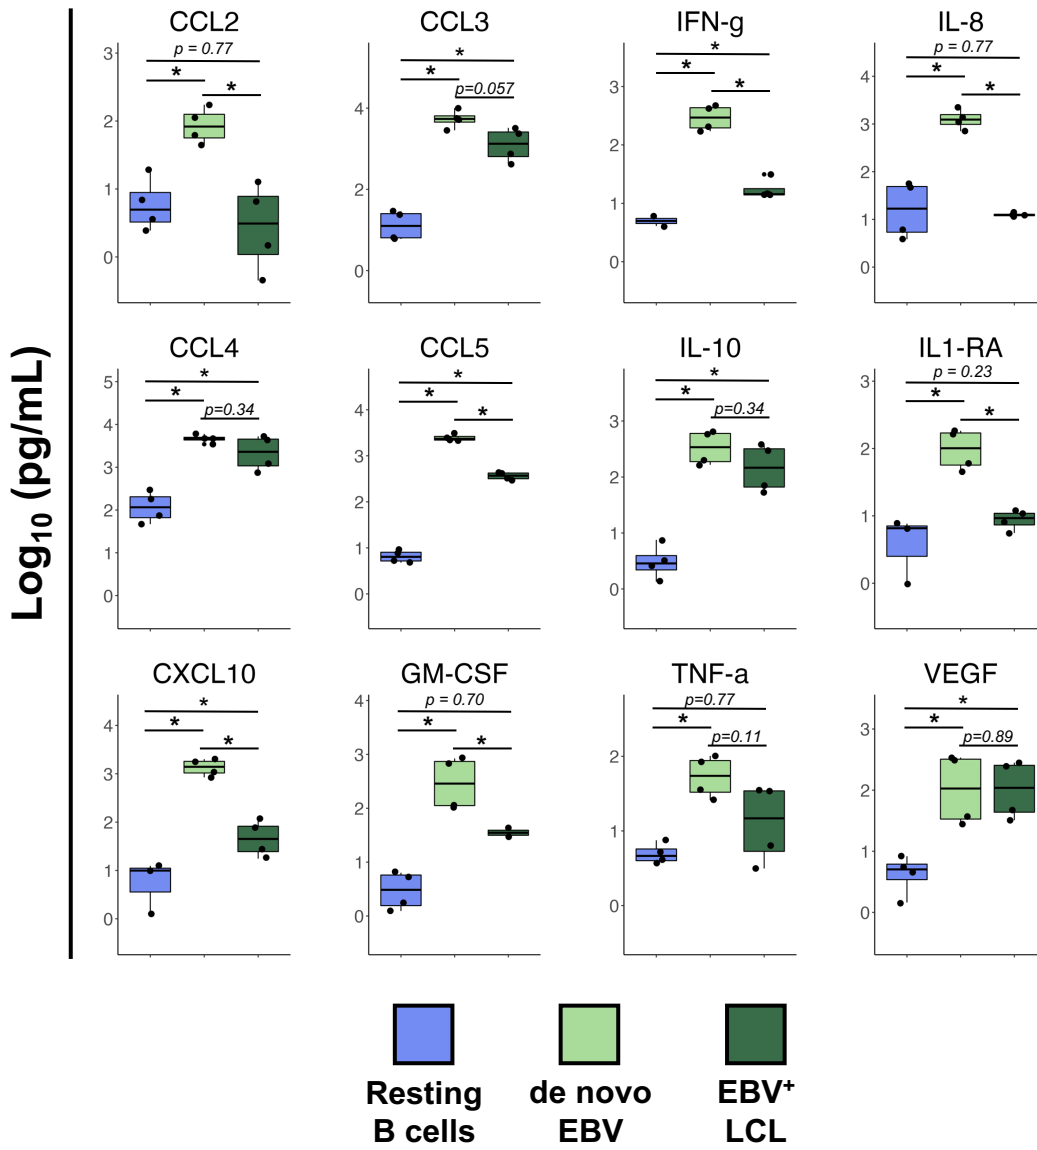 CCL2
CCL3
IFN-g
IL-8
p = 0.77
*
*
*
3
2
1
0
*
*
p=0.057
4
2
0
*
*
*
3
2
1
0
p = 0.77
*
*
4
3
2
1
0
Log10 (pg/mL)
CCL4
CCL5
IL-10
IL1-RA
*
*
p=0.34
5
4
3
2
1
0
*
*
*
4
3
2
1
0
*
*
p=0.34
3
2
1
0
p = 0.23
*
*
3
2
1
0
CXCL10
GM-CSF
TNF-a
VEGF
*
*
*
4
3
2
1
0
p = 0.70
*
*
4
3
2
1
0
p=0.77
*
p=0.11
2
1
0
*
*
p=0.89
3
2
1
0
Resting
B cells
de novo
EBV
EBV+
LCL